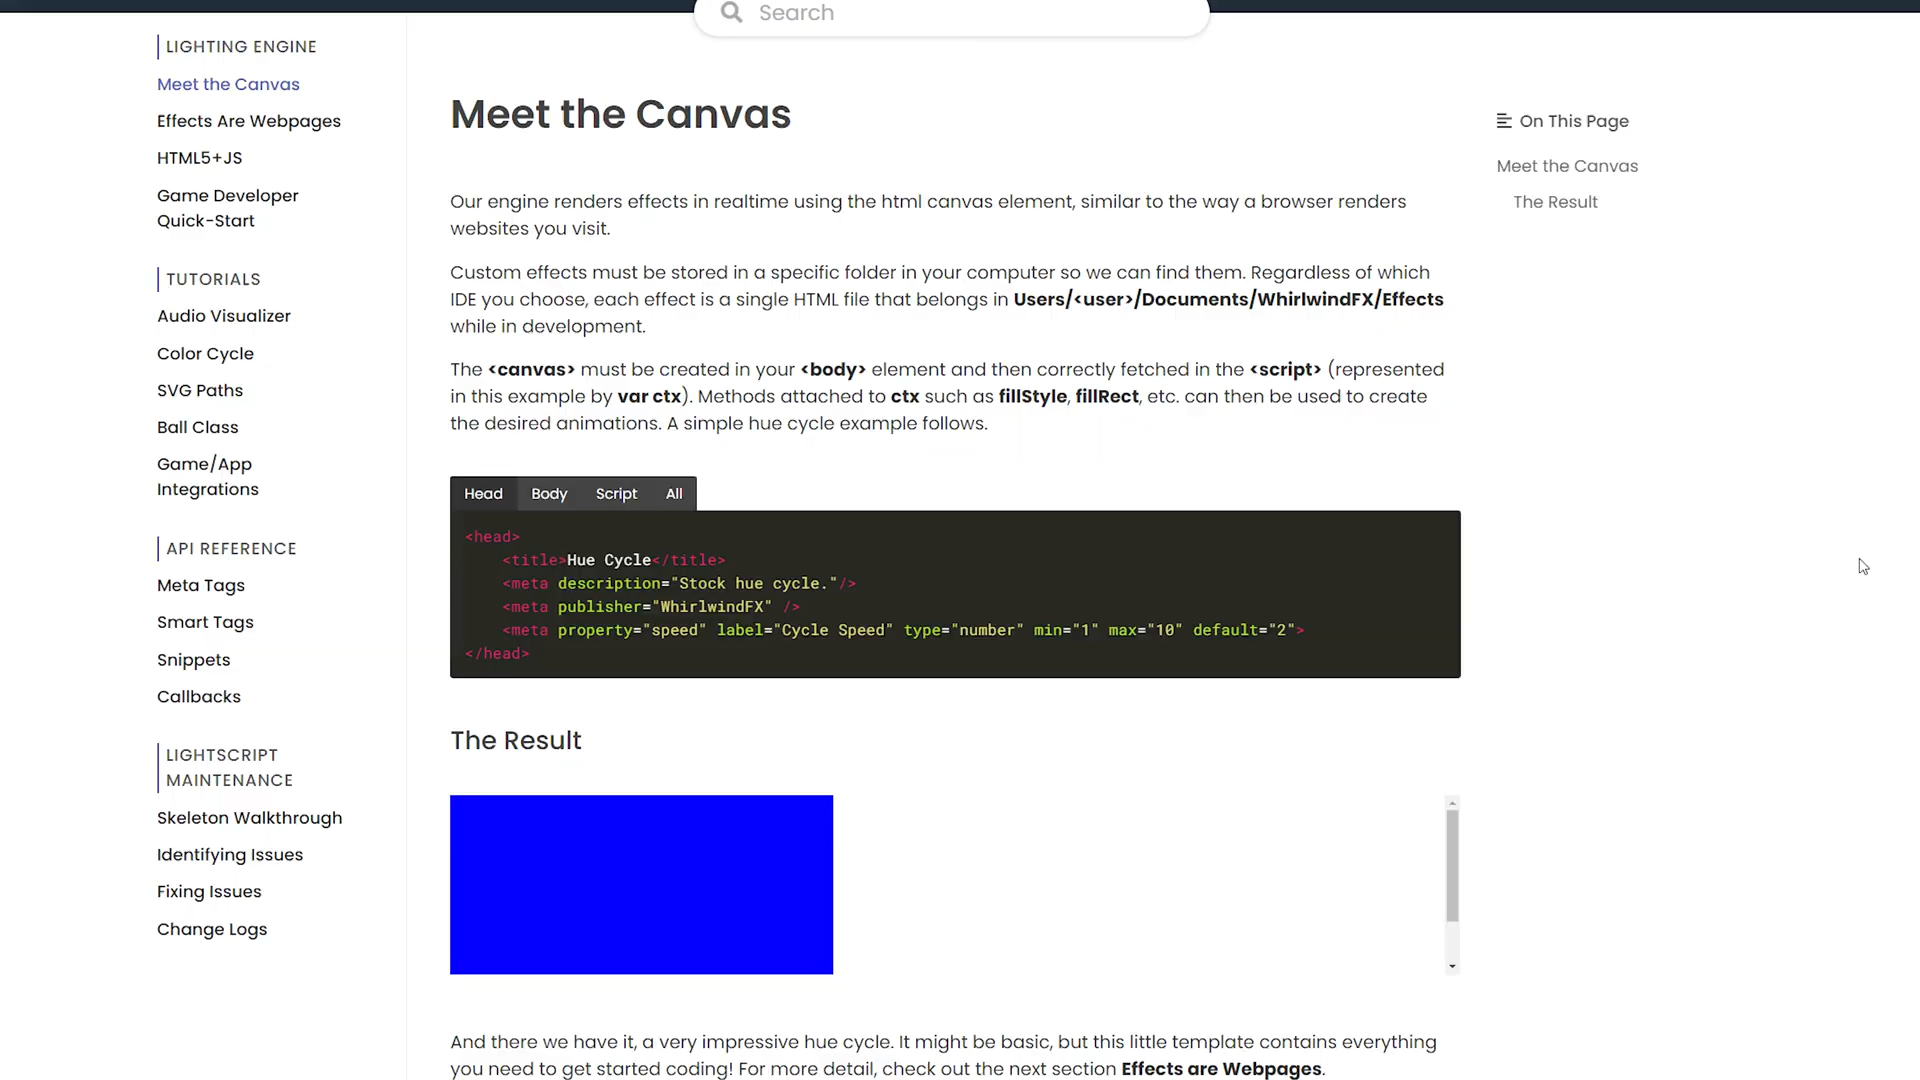 Search
LIGHTING ENGINE
Meet the Canvas
Effects Are Webpages
HTML5+JS
Game Developer
Quick-Start
TUTORIALS
Audio Visualizer
Color Cycle
SVG Paths
Ball Class
Game/App
Integrations
API REFERENCE
Meta Tags
Smart Tags
Snippets
Callbacks
LIGHTSCRIPT
MAINTENANCE
Skeleton Walkthrough
Identifying Issues
Fixing Issues
Change Logs
Meet the Canvas
Our engine renders effects in realtime using the html canvas element, similar to the way a browser renders
websites you visit.
Custom effects must be stored in a specific folder in your computer so we can find them. Regardless of which
IDE you choose, each effect is a single HTML file that belongs in Users/<user>/Documents/WhirlwindFX/Effects
while in development.
The <canvas> must be created in your <body> element and then correctly fetched in the <script> (represented
in this example by var ctx). Methods attached to ctx such as fillStyle, fillRect, etc. can then be used to create
the desired animations. A simple hue cycle example follows.
Head Body Script All
<head>
<title>Hue Cycle</title>
<meta description="Stock hue cycle."/>
<meta publisher="WhirlwindFX" />
<meta property="speed" label="Cycle Speed" type="number" min="1" max="10" default="2">
</head>
The Result
And there we have it, a very impressive hue cycle. It might be basic, but this little template contains everything
you need to get started coding! For more detail, check out the next section Effects are Webpages.
On This Page
Meet the Canvas
The Result